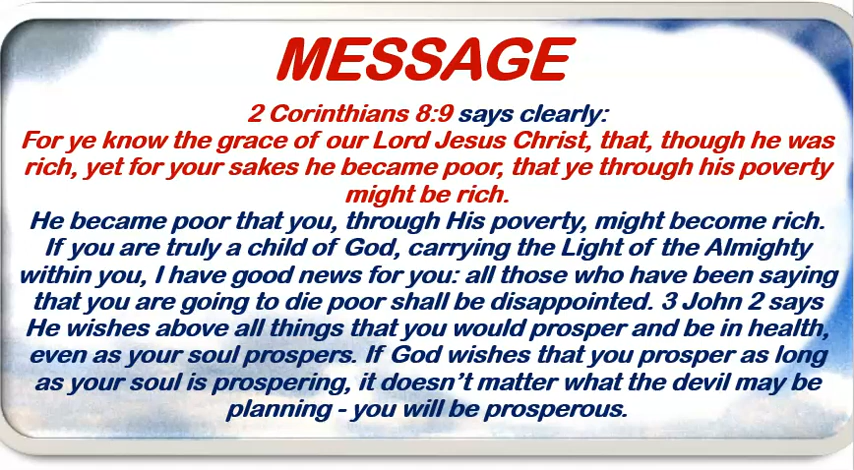 MESSAGE
2 Corinthians 8:9 says clearly:
For ye know the grace of our Lord Jesus Christ, that, though he was
rich, yet for your sakes he became poor, that ye through his poverty
might be rich.
He became poor that you, through His poverty, might become rich.
If you are truly a child of God, carrying the Light of the Almighty
within you, I have good news for you: all those who have been saying
that you are going to die poor shall be disappointed. 3 John 2 says
He wishes above all things that you would prosper and be in health,
even as your soul prospers. If God wishes that you prosper as long
as your soul is prospering, it doesn't matter what the devil may be
planning - you will be prosperous.